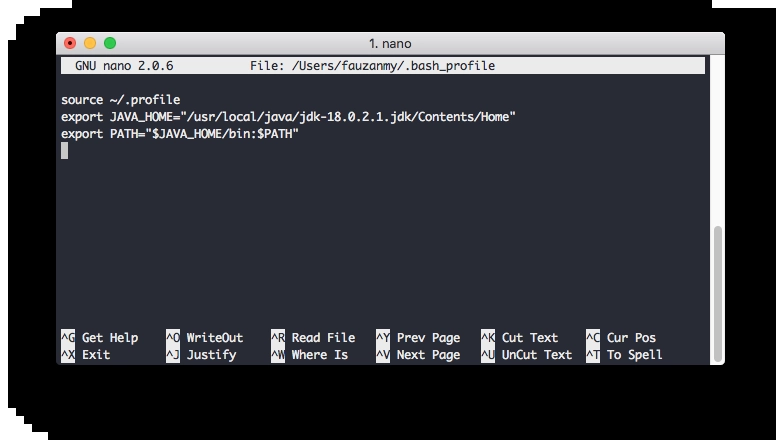 1. nano
GNU nano 2.0.6 File: /Users/fauzanmy/.bash_profile
source ~/.profile
export JAVA_HOME="/usr/local/java/jdk-18.0.2.1.jdk/Contents/Home"
export PATH="$JAVA_HOME/bin:$PATH"
^G Get Help ^O WriteOut ^R Read File ^Y Prev Page ^K Cut Text ^C Cur Pos
^X Exit ^J Justify ^W Where Is ^V Next Page ^U UnCut Text ^T To Spell